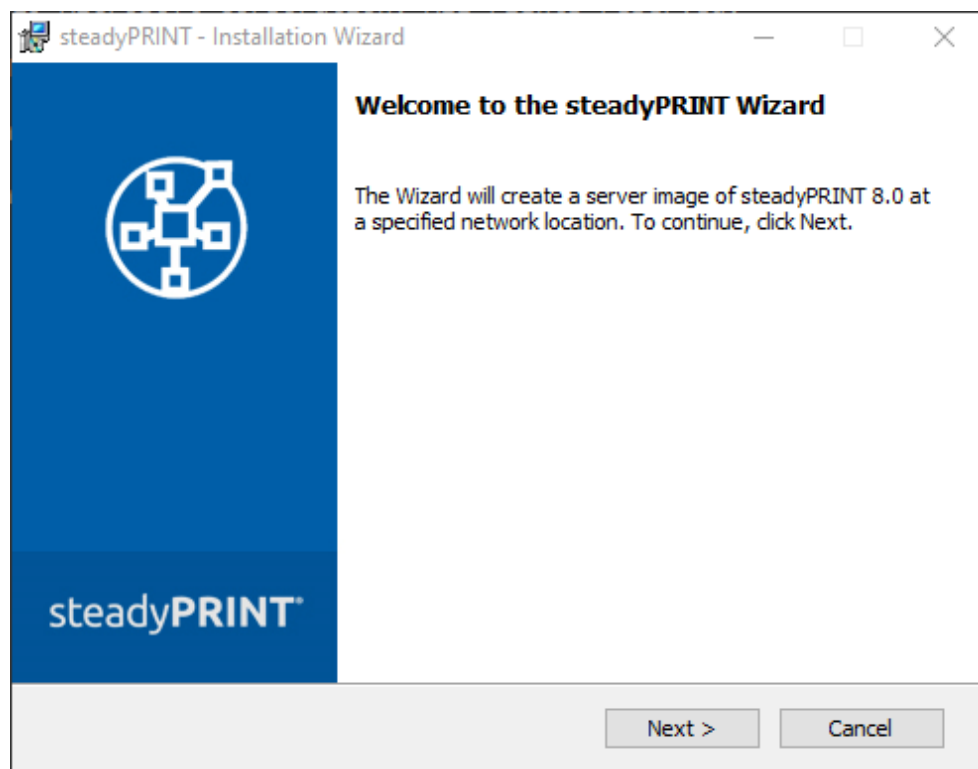 steadyPRINT - Installation Wizard
Welcome to the steadyPRINT Wizard
The Wizard will create a server image of steadyPRINT 8.0 at
a specified network location. To continue, click Next.
steadyPRINT®
Next >
Cancel